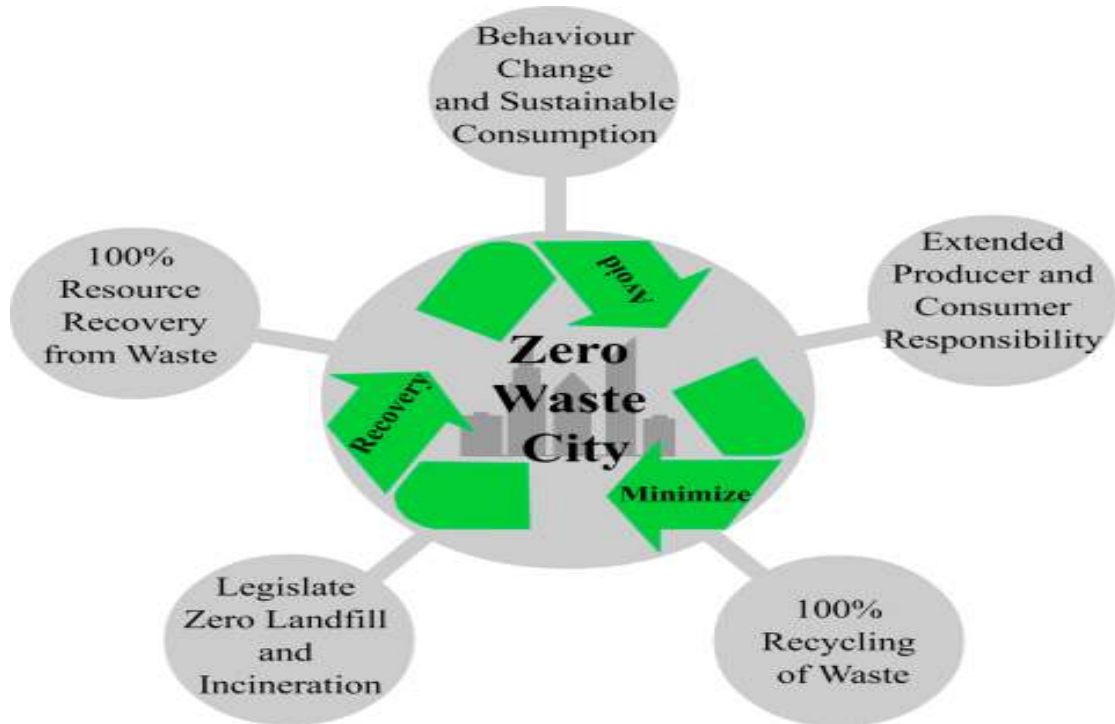 Behaviour
Change
and Sustainable
Consumption
100%
Resource
Recovery
from Waste
Extended
Producer and
Consumer
Responsibility
Avoid
Zero
Waste
City
Recovery
Minimize
Legislate
Zero Landfill
and
Incineration
100%
Recycling
of Waste